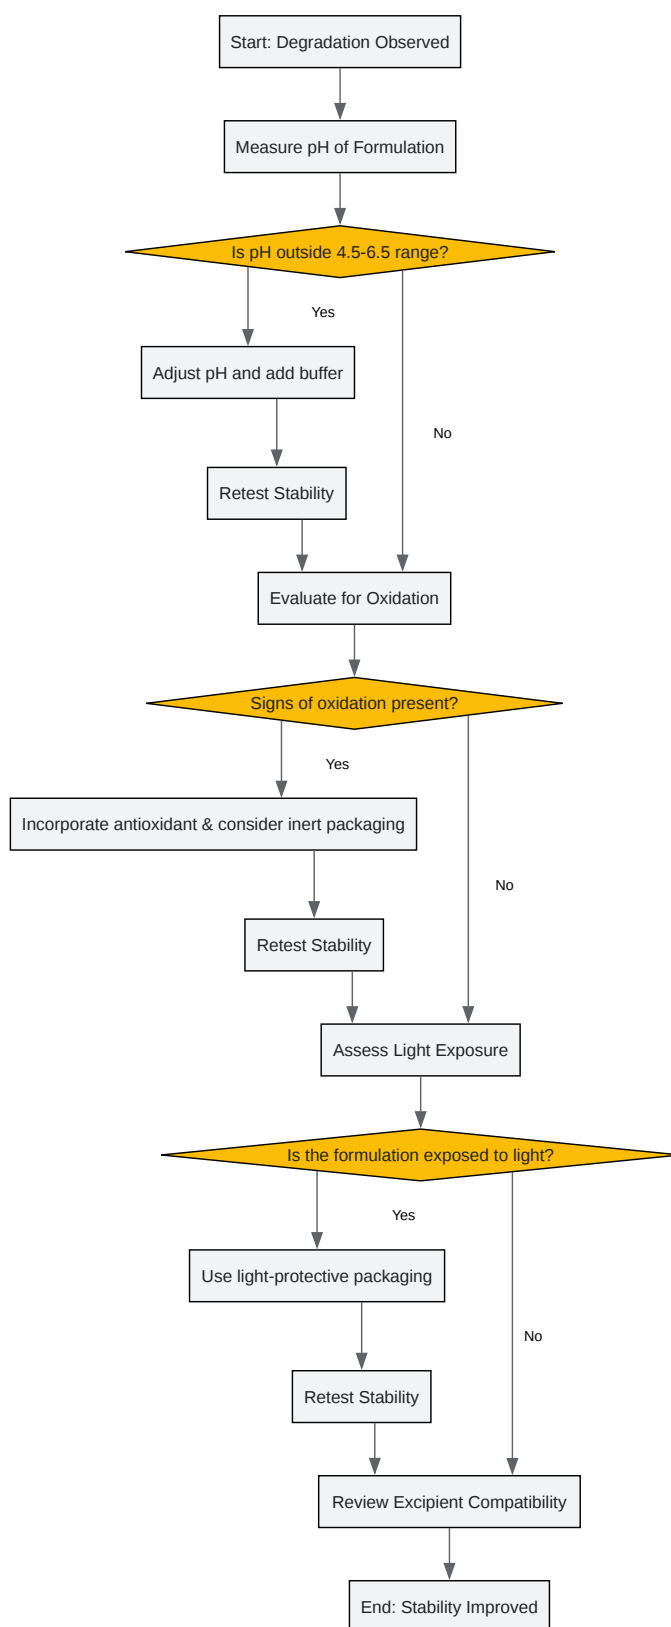 Start: Degradation Observed
Measure pH of Formulation
Is pH outside 4.5-6.5 range?
Yes
Adjust pH and add buffer
No
Retest Stability
Evaluate for Oxidation
Signs of oxidation present?
Yes
Incorporate antioxidant & consider inert packaging
No
Retest Stability
Assess Light Exposure
Is the formulation exposed to light?
Yes
Use light-protective packaging
No
Retest Stability
Review Excipient Compatibility
End: Stability Improved